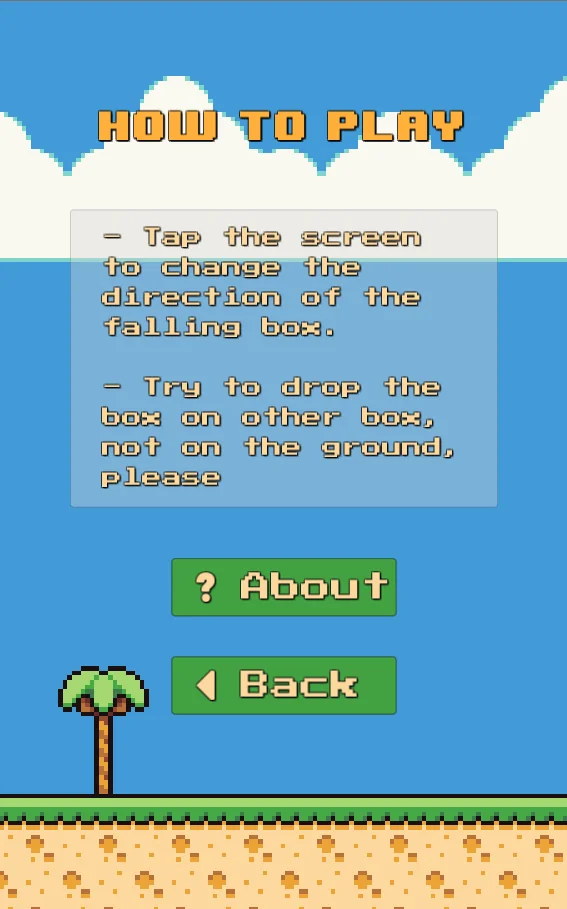 HOW TO PLAY
- Tap the screen
to change the
direction of the
falling box.
- Try to drop the
box on other box,
not on the ground,
please
? About
Back